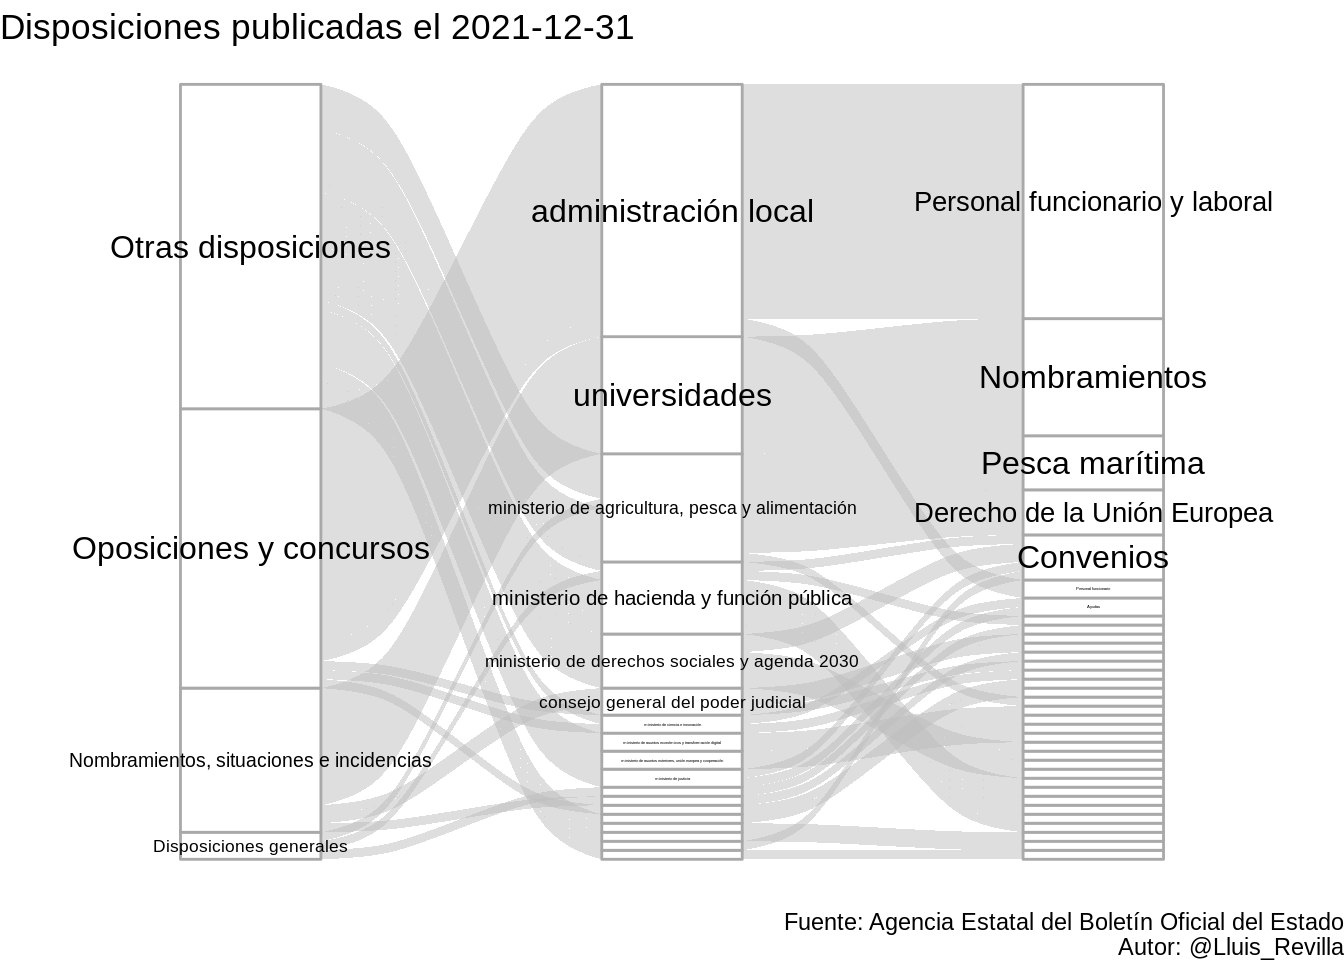 Disposiciones publicadas el 2021-12-31
Otras disposiciones
Oposiciones y concursos
Nombramientos, situaciones e incidencias
Disposiciones generales
administración local
universidades
ministerio de agricultura, pesca y alimentación
ministerio de hacienda y función pública
ministerio de derechos sociales y agenda 2030
consejo general del poder judicial
ministerio de ciencia e innovación
ministerio de asuntos económicos y transformación digital
ministerio de asuntos exteriores, unión europea y cooperación
ministerio de justicia
Personal funcionario y laboral
Nombramientos
Pesca marítima
Derecho de la Unión Europea
Convenios
Personal funcionario
Ayudas
Fuente: Agencia Estatal del Boletín Oficial del Estado
Autor: @Lluis_Revilla